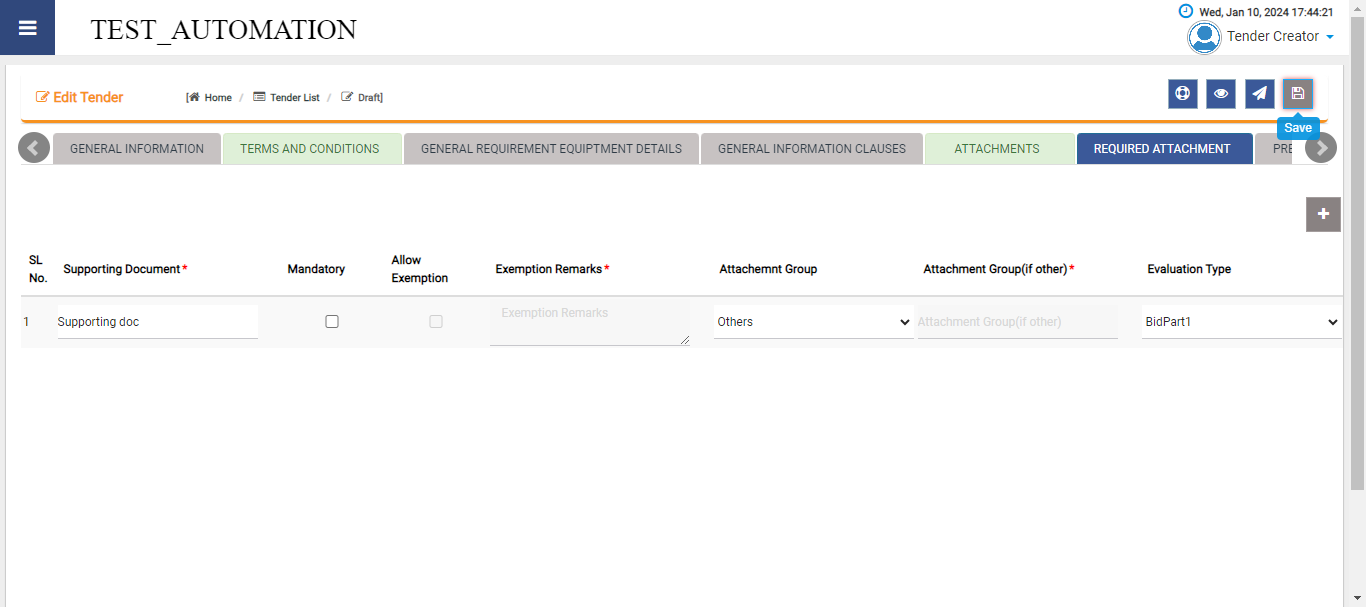 TEST_AUTOMATION
Wed, Jan 10, 2024 17:44:21
Tender Creator
Edit Tender
[ Home / Tender List / Draft]
Save
GENERAL INFORMATION
TERMS AND CONDITIONS
GENERAL REQUIREMENT EQUIPTMENT DETAILS
GENERAL INFORMATION CLAUSES
ATTACHMENTS
REQUIRED ATTACHMENT
PRE
SL No.
Supporting Document*
Mandatory
Allow Exemption
Exemption Remarks*
Attachemnt Group
Attachment Group(if other)*
Evaluation Type
1
Supporting doc
Exemption Remarks
Others
Attachment Group(if other)
BidPart1